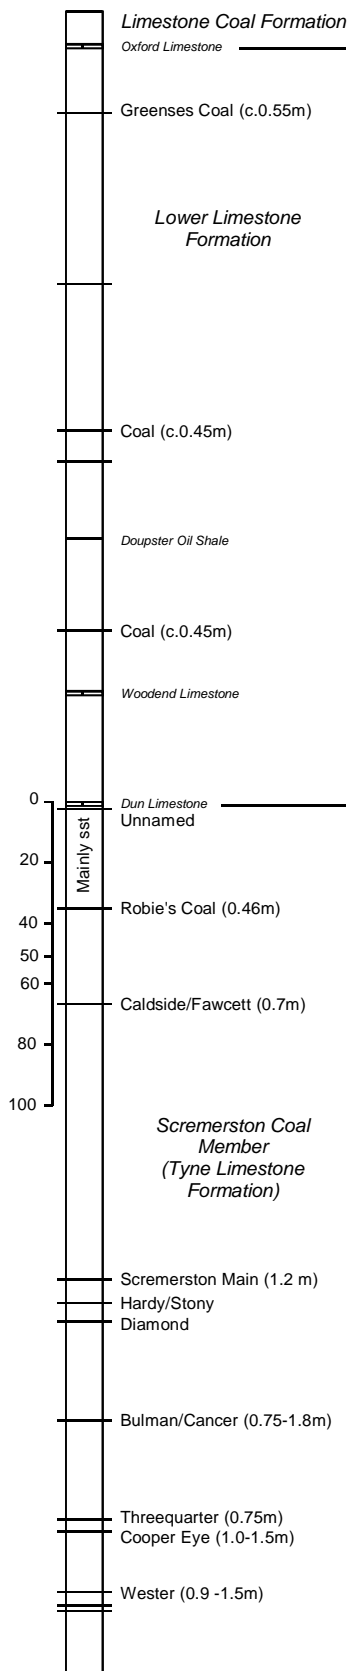 Limestone Coal Formation
Oxford Limestone
Greenses Coal (c.0.55m)
Lower Limestone
Formation
Coal (c.0.45m)
Doupster Oil Shale
Coal (c.0.45m)
Woodend Limestone
0
Dun Limestone
Unnamed
Mainly sst
20
Robie's Coal (0.46m)
40
50
60
Caldside/Fawcett (0.7m)
80
100
Scremerston Coal
Member
(Tyne Limestone
Formation)
Scremerston Main (1.2 m)
Hardy/Stony
Diamond
Bulman/Cancer (0.75-1.8m)
Threequarter (0.75m)
Cooper Eye (1.0-1.5m)
Wester (0.9 -1.5m)